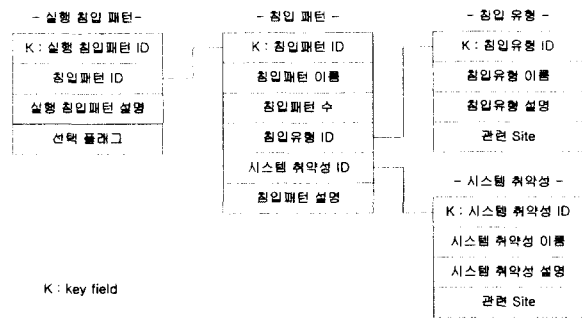 - 실행 침입 패턴-
K : 실행 침입패턴 ID
침입패턴 ID
실행 침입패턴 설명
선택 플래그
- 침입 패턴 -
K : 침입패턴 ID
침입패턴 이름
침입패턴 수
침입유형 ID
시스템 취약성 ID
침입패턴 설명
- 침입 유형 -
K : 침입유형 ID
침입유형 이름
침입유형 설명
관련 Site
- 시스템 취약성 -
K : 시스템 취약성 ID
시스템 취약성 이름
시스템 취약성 설명
관련 Site
K : key field